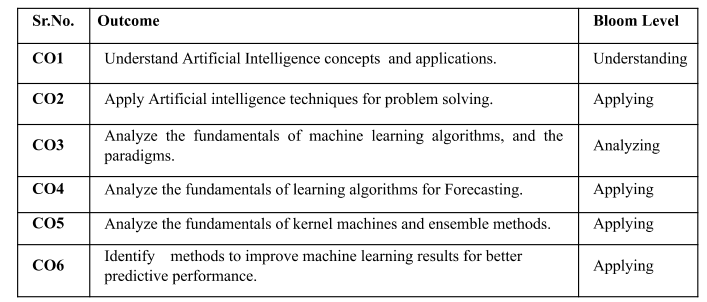 Sr.No. Outcome Bloom Level
CO1 Understand Artificial Intelligence concepts and applications. Understanding
CO2 Apply Artificial intelligence techniques for problem solving. Applying
CO3 Analyze the fundamentals of machine learning algorithms, and the paradigms. Analyzing
CO4 Analyze the fundamentals of learning algorithms for Forecasting. Applying
CO5 Analyze the fundamentals of kernel machines and ensemble methods. Applying
CO6 Identify methods to improve machine learning results for better predictive performance. Applying